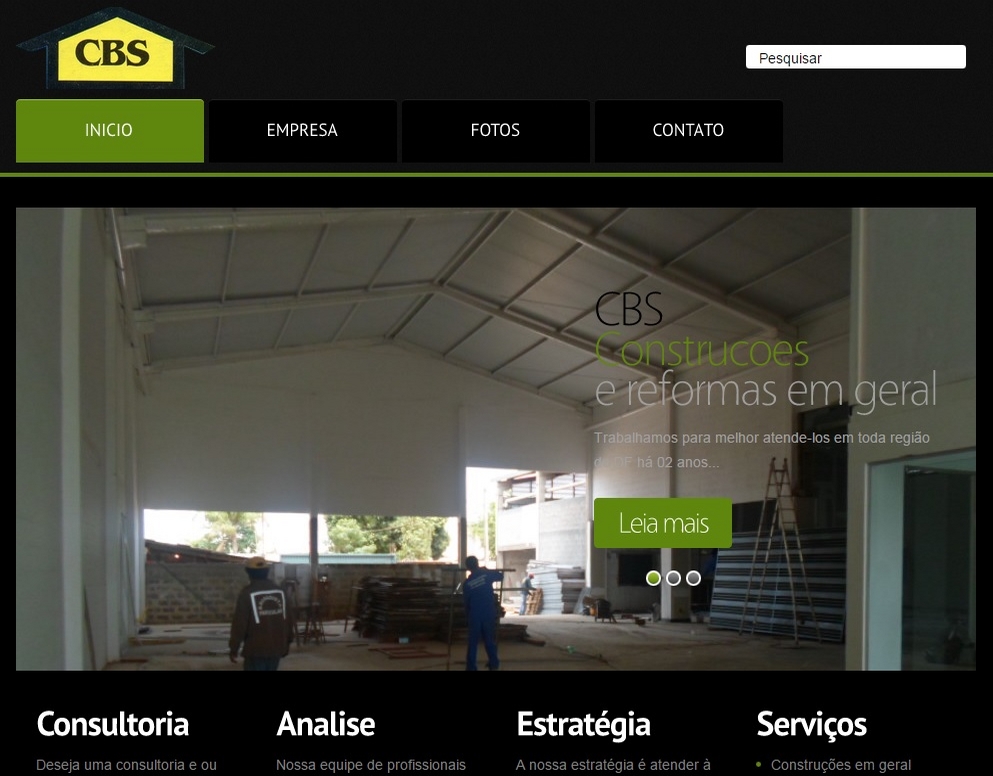 CBS
Pesquisar
INICIO
EMPRESA
FOTOS
CONTATO
CBS
Construcoes
e reformas em geral
Trabalhamos para melhor atende-los em toda região
do DF há 02 anos...
Leia mais
Consultoria
Analise
Estratégia
Serviços
Deseja uma consultoria e ou
Nossa equipe de profissionais
A nossa estratégia é atender à
Construções em geral